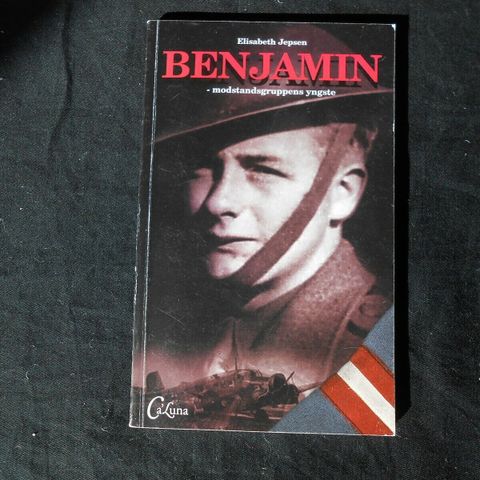 Elisabeth Jepsen
BENJAMIN
- modstandsgruppens yngste
Ca'Luna